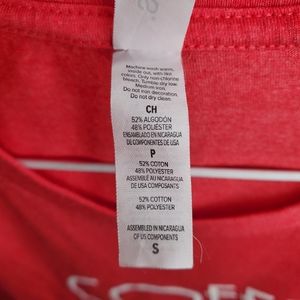 Machine wash warm,
inside out, with like
colors. Only non-chlorine
bleach. Tumble dry low.
Medium iron.
Do not iron decoration.
Do not dry clean.
CH
52% ALGODÓN
48% POLIÉSTER
ENSAMBLADO EN NICARAGUA
DE COMPONENTES DE USA
P
52% COTON
48% POLYESTER
ASSEMBLÉ AU NICARAGUA
DE USA COMPOSANTS
52% COTTON
48% POLYESTER
ASSEMBLED IN NICARAGUA
OF US COMPONENTS
S